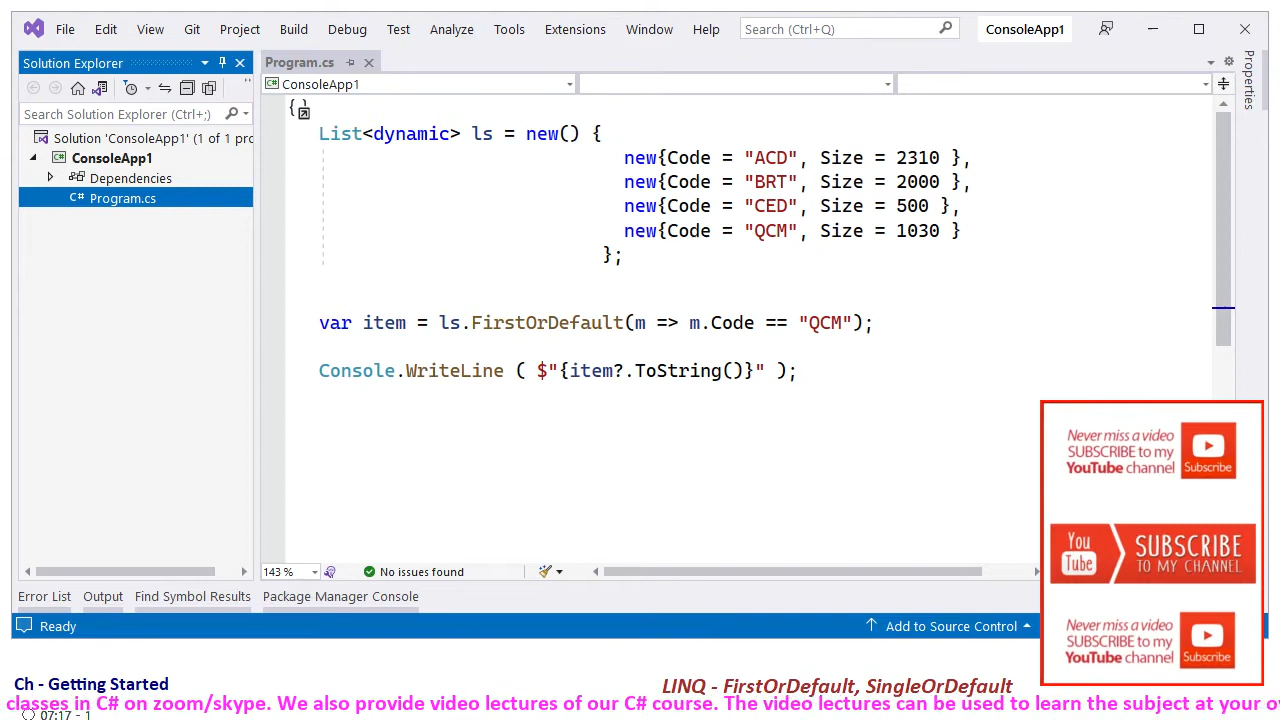 File Edit View Git Project Build Debug Test Analyze Tools Extensions Window Help Search (Ctrl+Q) ConsoleApp1
Solution Explorer
Search Solution Explorer (Ctrl+;)
Solution 'ConsoleApp1' (1 of 1 pro
ConsoleApp1
Dependencies
C# Program.cs
Program.cs
C# ConsoleApp1
Properties
{ }
List<dynamic> ls = new() {
new{Code = "ACD", Size = 2310 },
new{Code = "BRT", Size = 2000 },
new{Code = "CED", Size = 500 },
new{Code = "QCM", Size = 1030 }
};
var item = ls.FirstOrDefault(m => m.Code == "QCM");
Console.WriteLine ( $"{item?.ToString()}" );
143 % No issues found
Error List Output Find Symbol Results Package Manager Console
Ready Add to Source Control
Never miss a video
SUBSCRIBE to my
YouTube channel
Subscribe
You
Tube
SUBSCRIBE
TO MY CHANNEL
Never miss a video
SUBSCRIBE to my
YouTube channel
Subscribe
Ch - Getting Started
LINQ - FirstOrDefault, SingleOrDefault
classes in C# on zoom/skype. We also provide video lectures of our C# course. The video lectures can be used to learn the subject at your
07:17 - 1